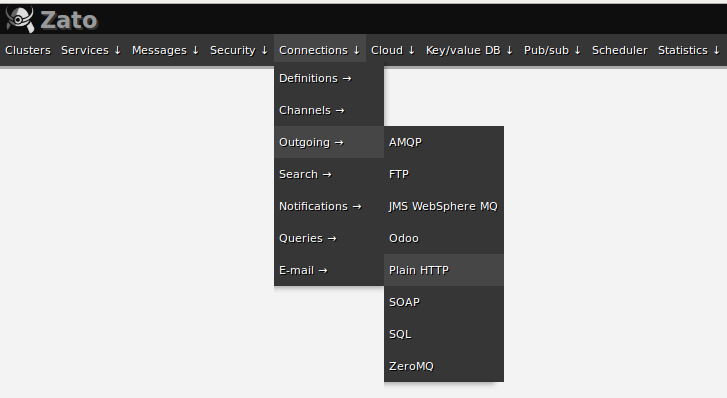 Zato
Clusters Services ↓ Messages ↓ Security ↓ Connections ↓ Cloud ↓ Key/value DB ↓ Pub/sub ↓ Scheduler Statistics ↓
Definitions →
Channels →
Outgoing →
Search →
Notifications →
Queries →
E-mail →
AMQP
FTP
JMS WebSphere MQ
Odoo
Plain HTTP
SOAP
SQL
ZeroMQ